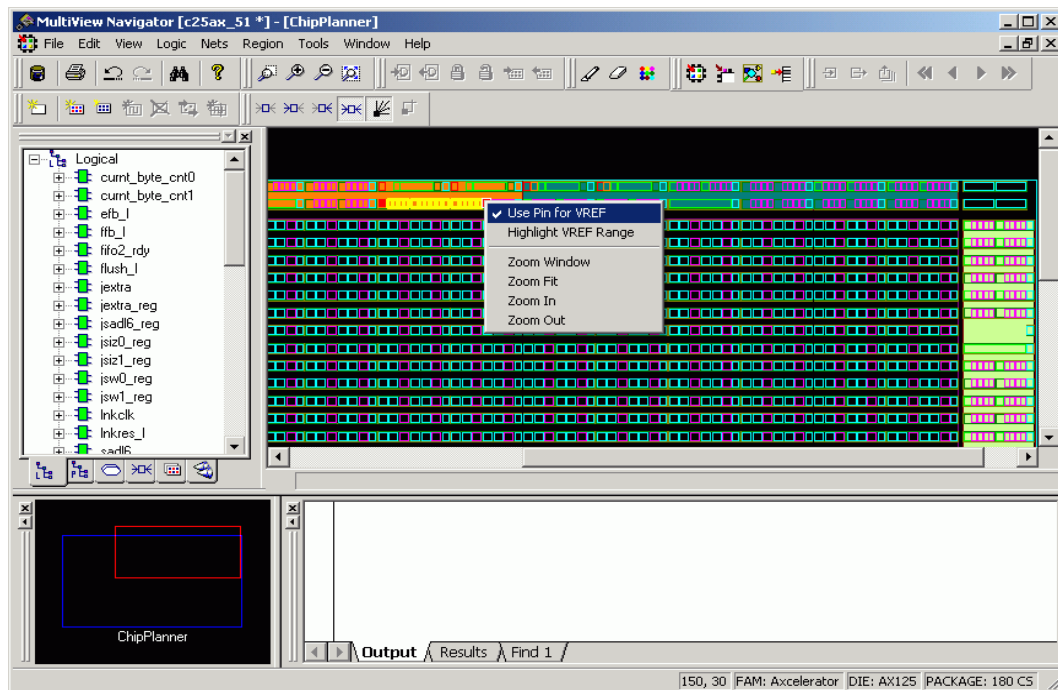 MultiView Navigator [c25ax_51 *] - [ChipPlanner]
File Edit View Logic Nets Region Tools Window Help
Logical
curnt_byte_cnt0
curnt_byte_cnt1
efb_l
ffb_l
fifo2_rdy
flush_l
jextra
jextra_reg
jsadl6_reg
jsiz0_reg
jsiz1_reg
jsw0_reg
jsw1_reg
lnkclk
lnkres_l
sadl6
Use Pin for VREF
Highlight VREF Range
Zoom Window
Zoom Fit
Zoom In
Zoom Out
ChipPlanner
Output Results Find 1
150, 30 FAM: Axcelerator DIE: AX125 PACKAGE: 180 CS